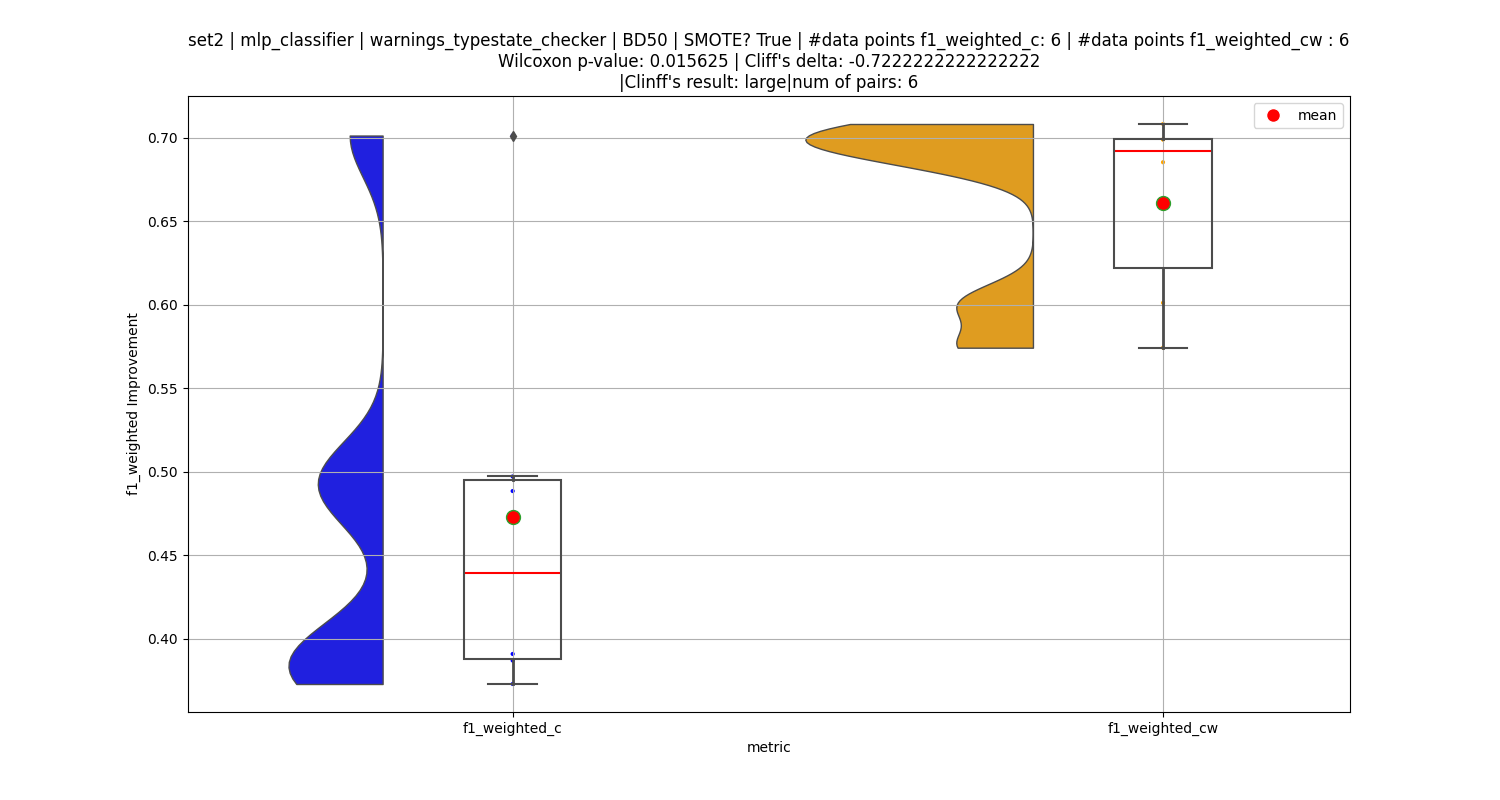 set2 | mlp_classifier | warnings_typestate_checker | BD50 | SMOTE? True | #data points f1_weighted_c: 6 | #data points f1_weighted_cw : 6
Wilcoxon p-value: 0.015625 | Cliff's delta: -0.7222222222222222
|Clinff's result: large|num of pairs: 6
mean
0.70
0.65
0.60
0.55
0.50
0.45
0.40
f1_weighted Improvement
f1_weighted_c
f1_weighted_cw
metric